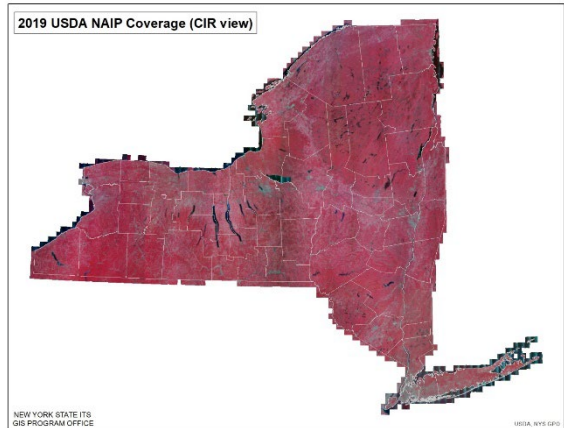 2019 USDA NAIP Coverage (CIR view)
NEW YORK STATE ITS
GIS PROGRAM OFFICE
USDA, NYS GPO